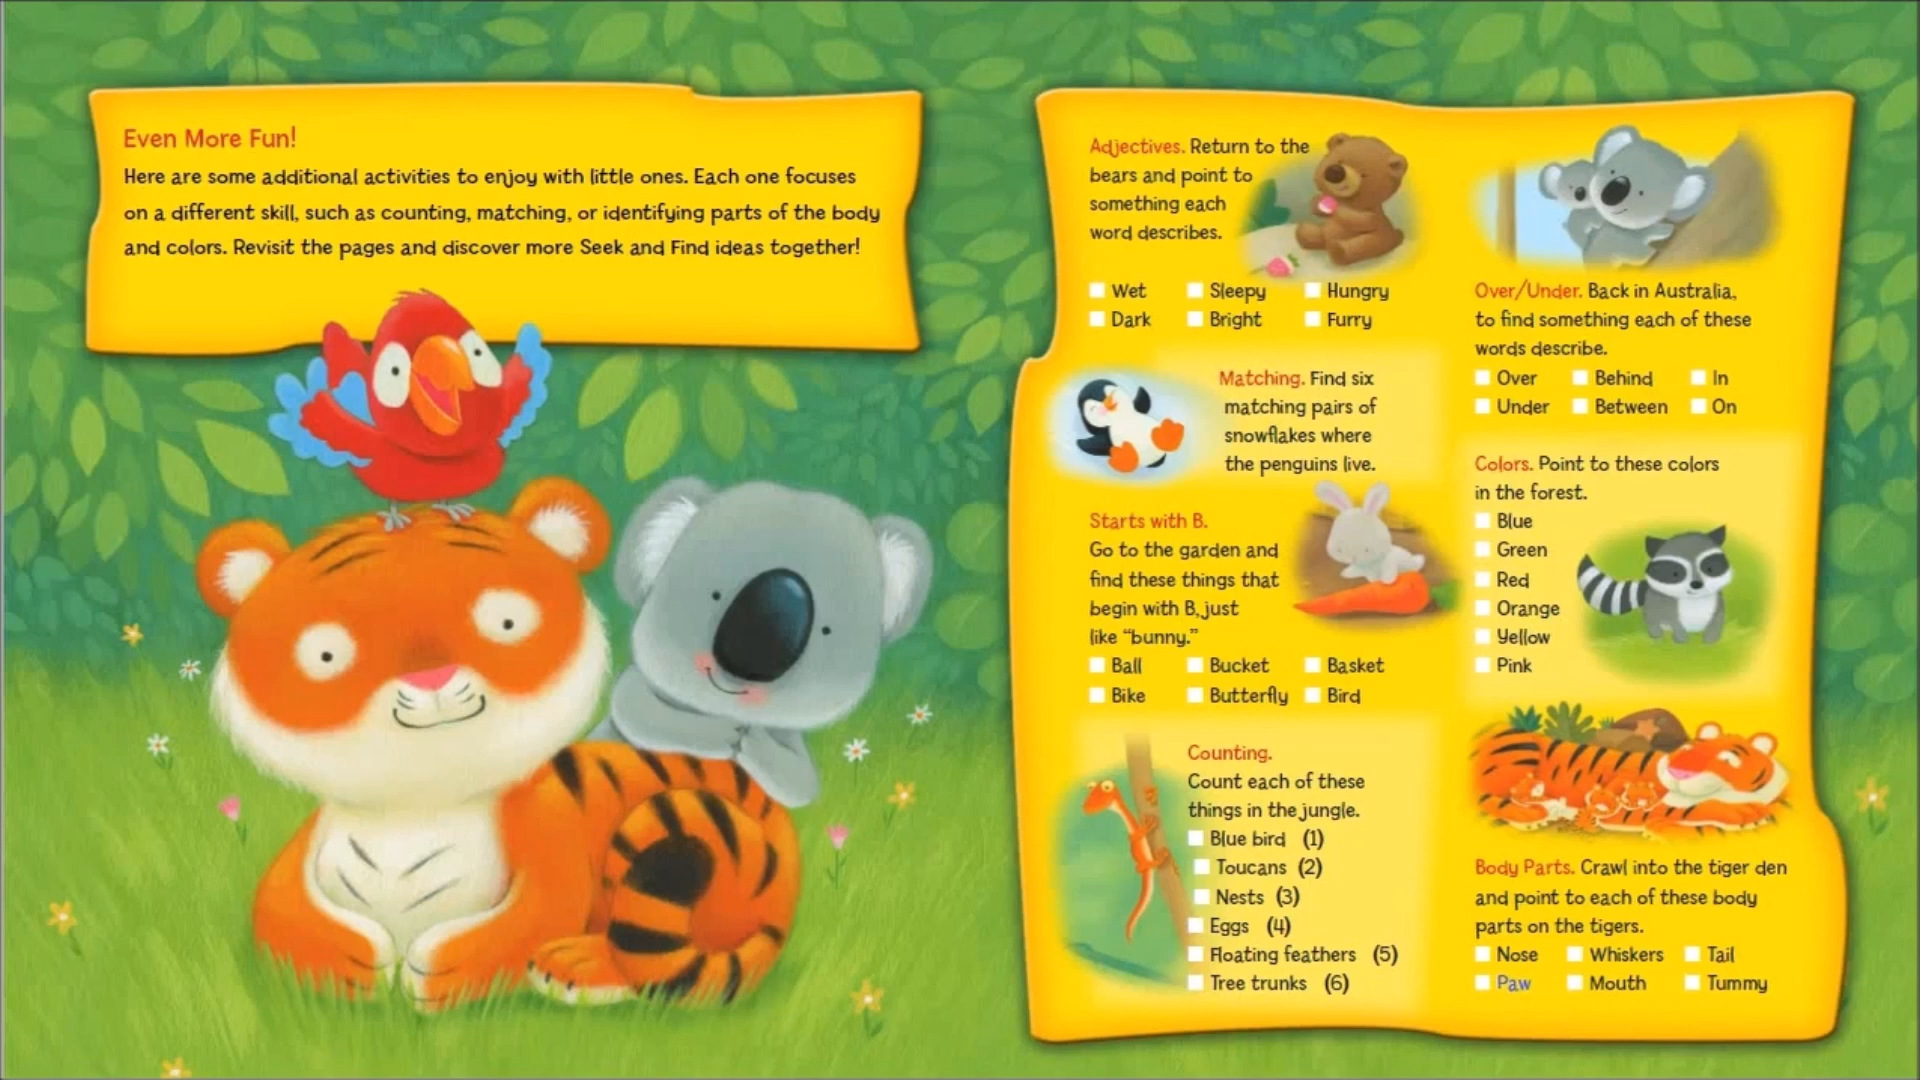 Even More Fun!
Here are some additional activities to enjoy with little ones. Each one focuses
on a different skill, such as counting, matching, or identifying parts of the body
and colors. Revisit the pages and discover more Seek and Find ideas together!
Adjectives. Return to the
bears and point to
something each
word describes.
Wet Sleepy Hungry
Dark Bright Furry
Matching. Find six
matching pairs of
snowflakes where
the penguins live.
Starts with B.
Go to the garden and
find these things that
begin with B, just
like “bunny.”
Ball Bucket Basket
Bike Butterfly Bird
Counting.
Count each of these
things in the jungle.
Blue bird (1)
Toucans (2)
Nests (3)
Eggs (4)
Floating feathers (5)
Tree trunks (6)
Over/Under. Back in Australia,
to find something each of these
words describe.
Over Behind In
Under Between On
Colors. Point to these colors
in the forest.
Blue
Green
Red
Orange
Yellow
Pink
Body Parts. Crawl into the tiger den
and point to each of these body
parts on the tigers.
Nose Whiskers Tail
Paw Mouth Tummy